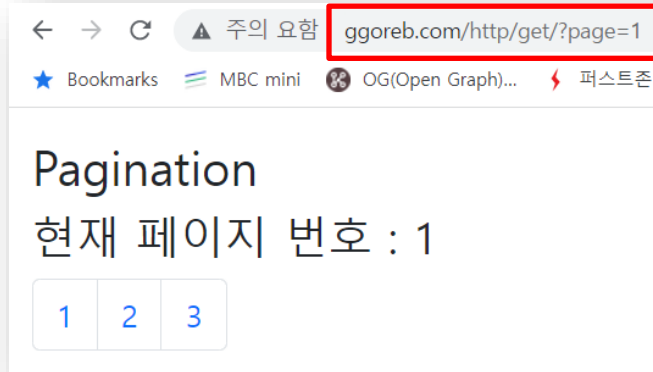 주의 요함 ggoreb.com/http/get/?page=1
Bookmarks MBC mini OG(Open Graph)... 퍼스트존
Pagination
현재 페이지 번호 : 1
1 2 3